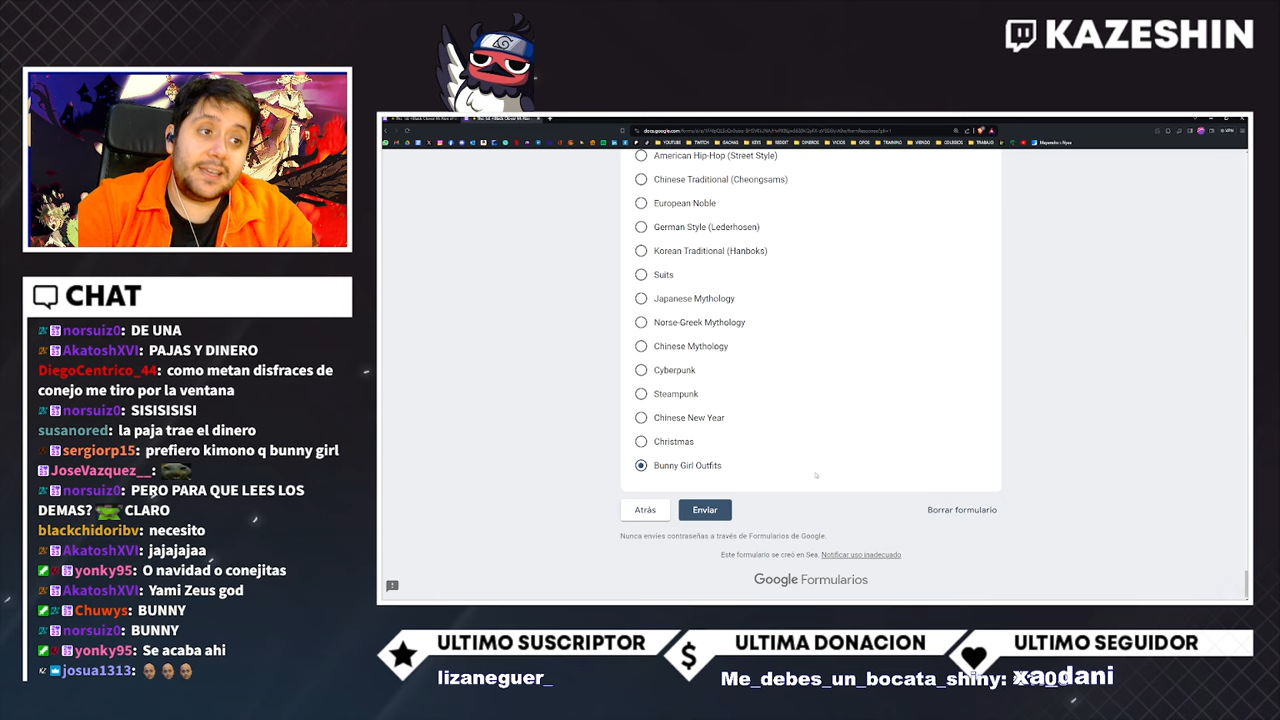 KAZESHIN
American Hip-Hop (Street Style)
Chinese Traditional (Cheongsams)
European Noble
German Style (Lederhosen)
Korean Traditional (Hanboks)
Suits
Japanese Mythology
Norse-Greek Mythology
Chinese Mythology
Cyberpunk
Steampunk
Chinese New Year
Christmas
Bunny Girl Outfits
Atrás
Enviar
Borrar formulario
Nunca envíes contraseñas a través de Formularios de Google.
Este formulario se creó en Sea. Notificar uso inadecuado
Google Formularios
CHAT
norsuiz0: DE UNA
AkatoshXVI: PAJAS Y DINERO
DiegoCentrico_44: como metan disfraces de
conejo me tiro por la ventana
norsuiz0: SISISISISI
susanored: la paja trae el dinero
sergiorp15: prefiero kimono q bunny girl
JoseVazquez__:
norsuiz0: PERO PARA QUE LEES LOS
DEMAS? CLARO
blackchidoribv: necesito
AkatoshXVI: jajajajaa
yonky95: O navidad o conejitas
AkatoshXVI: Yami Zeus god
Chuwys: BUNNY
norsuiz0: BUNNY
yonky95: Se acaba ahi
josua1313:
ULTIMO SUSCRIPTOR
lizaneguer_
ULTIMA DONACION
Me_debes_un_bocata_shiny:
ULTIMO SEGUIDOR
xa_dani